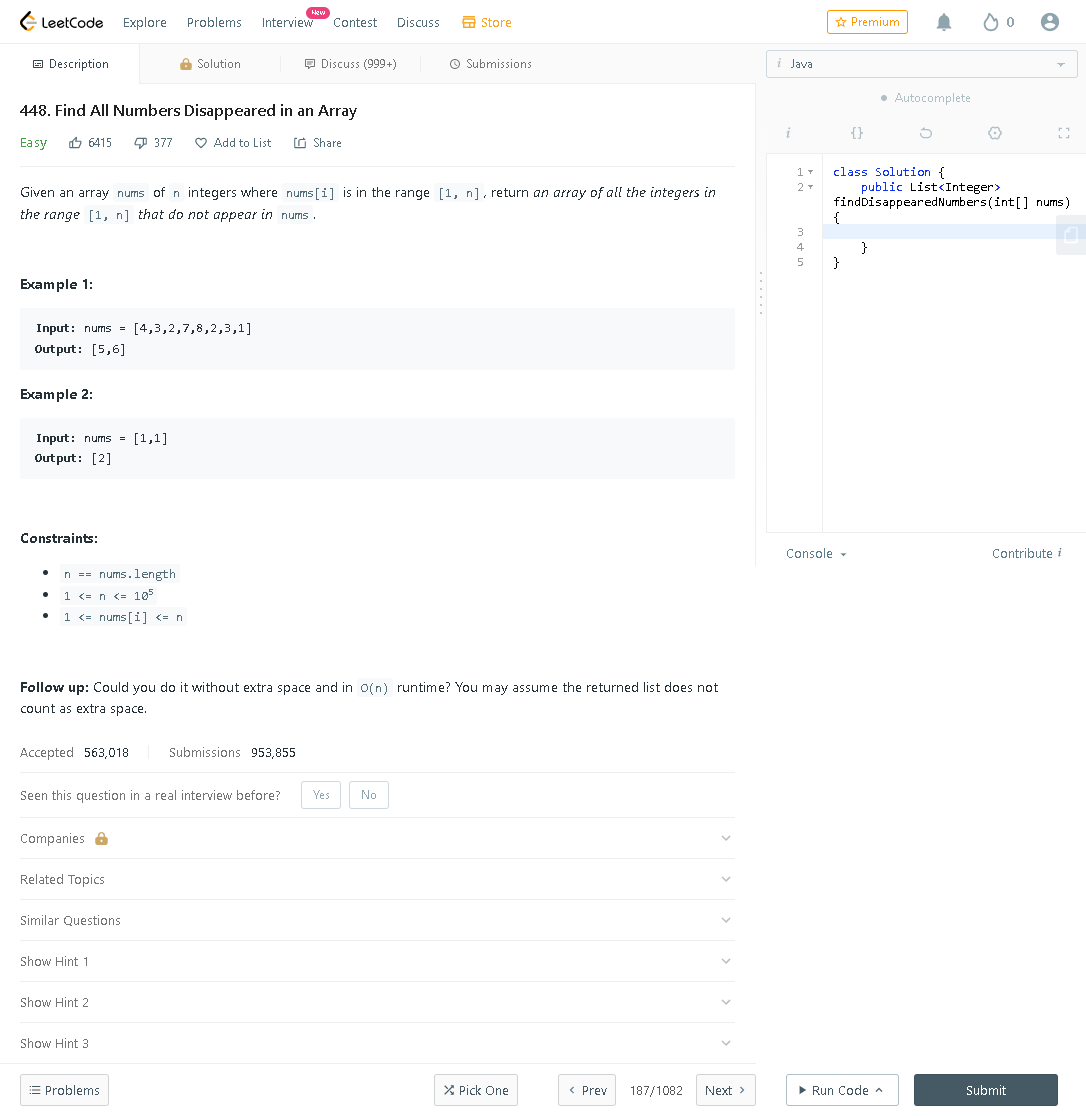 LeetCode Explore Problems Interview New Contest Discuss Store Premium 0
Description Solution Discuss (999+) Submissions
i Java
Autocomplete
448. Find All Numbers Disappeared in an Array
Easy 6415 377 Add to List Share
i {}
Given an array nums of n integers where nums[i] is in the range [1, n], return an array of all the integers in
the range [1, n] that do not appear in nums.
Example 1:
Input: nums = [4,3,2,7,8,2,3,1]
Output: [5,6]
Example 2:
Input: nums = [1,1]
Output: [2]
Constraints:
n == nums.length
1 <= n <= 10⁵
1 <= nums[i] <= n
Follow up: Could you do it without extra space and in O(n) runtime? You may assume the returned list does not
count as extra space.
Accepted 563,018 Submissions 953,855
Seen this question in a real interview before? Yes No
Companies
Related Topics
Similar Questions
Show Hint 1
Show Hint 2
Show Hint 3
Problems Pick One Prev 187/1082 Next
1 class Solution {
2 public List<Integer>
findDisappearedNumbers(int[] nums)
{
3
4 }
5 }
Console Contribute i
Run Code Submit